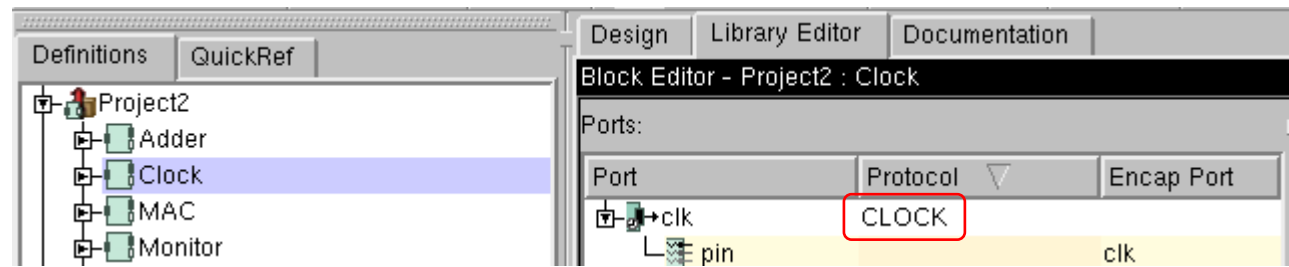 Definitions QuickRef
Project2
Adder
Clock
MAC
Monitor
Design Library Editor Documentation
Block Editor - Project2 : Clock
Ports:
Port Protocol Encap Port
clk CLOCK
pin clk